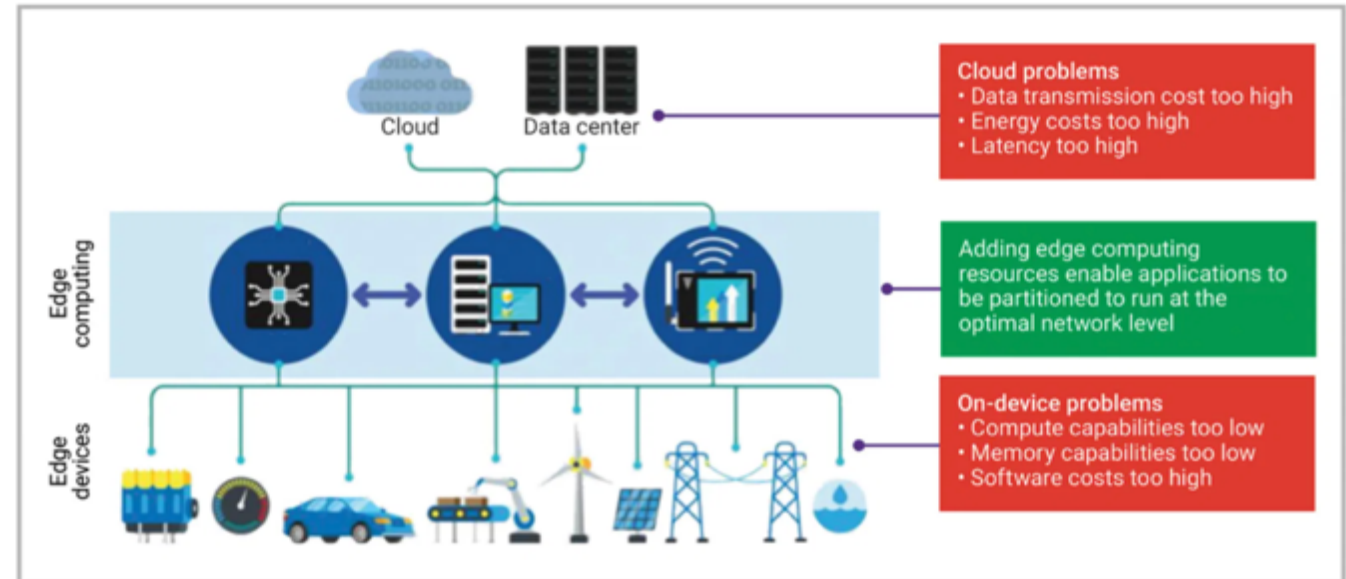 Cloud
Data center
Cloud problems
• Data transmission cost too high
• Energy costs too high
• Latency too high
Edge
computing
Adding edge computing
resources enable applications to
be partitioned to run at the
optimal network level
Edge
devices
On-device problems
• Compute capabilities too low
• Memory capabilities too low
• Software costs too high